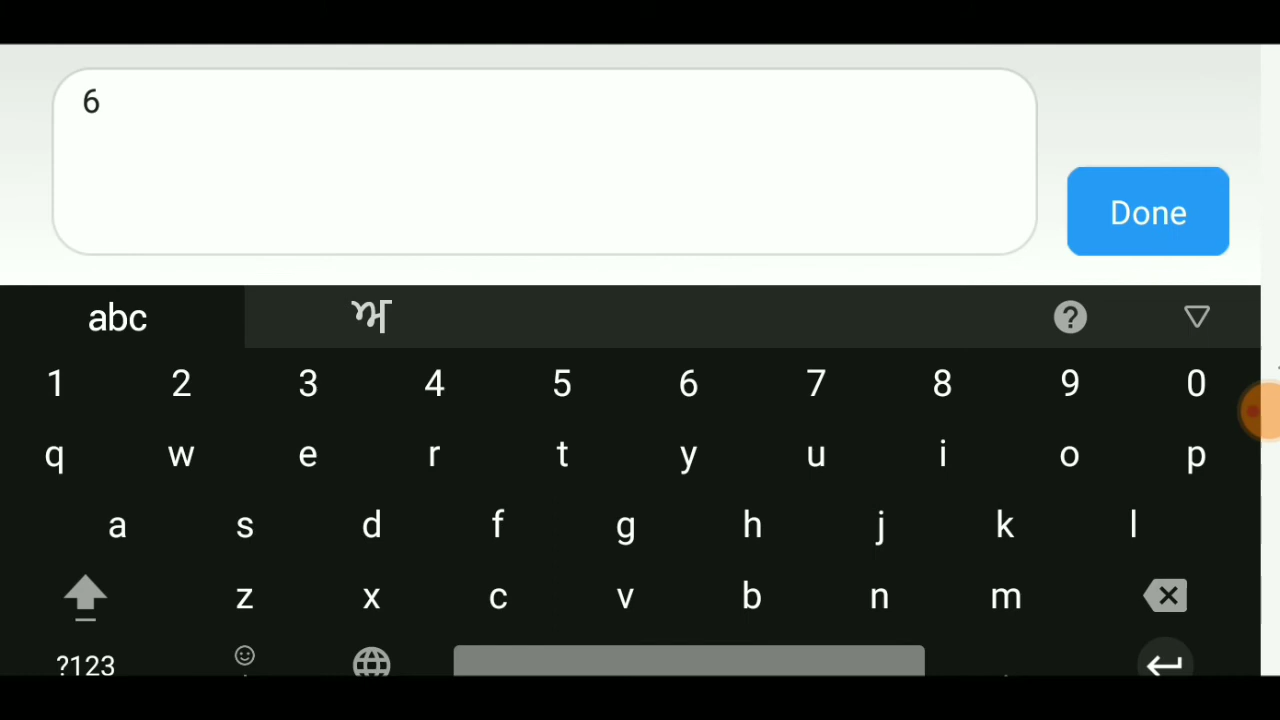 6
Done
abc ਅ
1 2 3 4 5 6 7 8 9 0
q w e r t y u i o p
a s d f g h j k l
z x c v b n m
?123